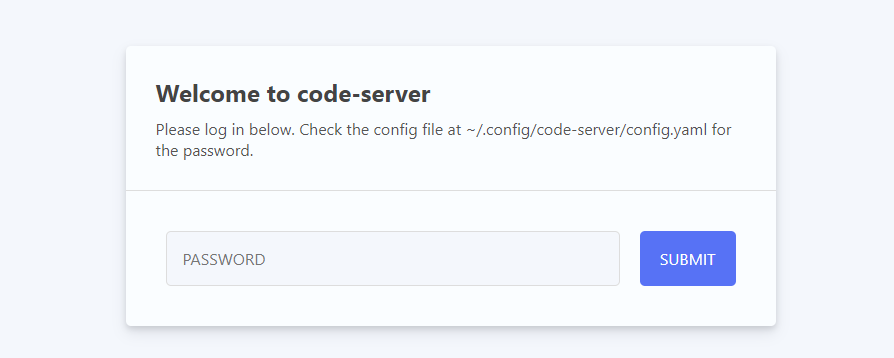 Welcome to code-server
Please log in below. Check the config file at ~/.config/code-server/config.yaml for
the password.
PASSWORD
SUBMIT